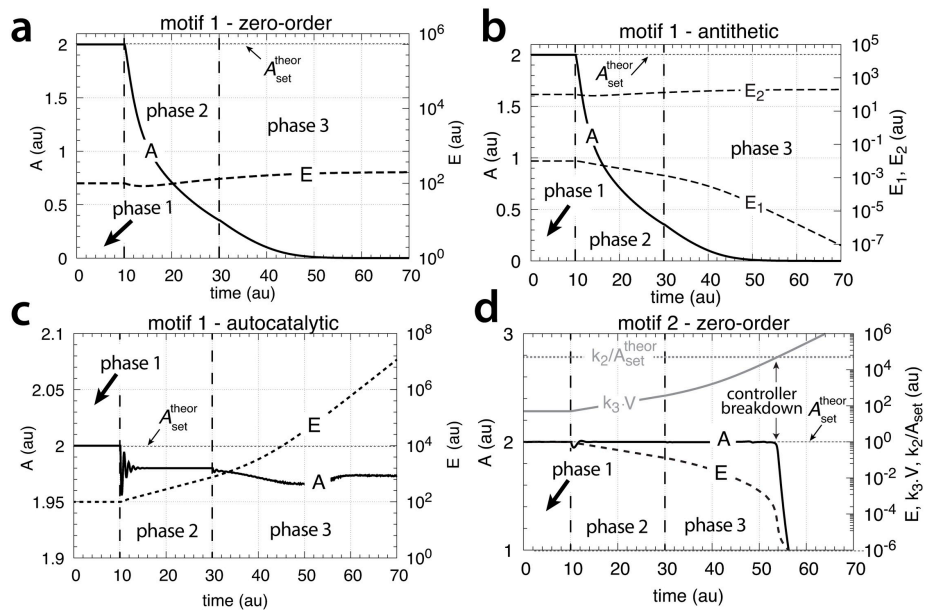 a
motif 1 - zero-order
2
1.5
1
0.5
0
A (au)
A_set^theor
phase 2
phase 3
A
E
phase 1
10^6
10^4
10^2
10^0
E (au)
0 10 20 30 40 50 60 70
time (au)
b
motif 1 - antithetic
2
1.5
1
0.5
0
A (au)
A_set^theor
E_2
A
phase 3
E_1
phase 1
phase 2
10^5
10^3
10^1
10^-1
10^-3
10^-5
10^-7
E_1, E_2 (au)
0 10 20 30 40 50 60 70
time (au)
c
motif 1 - autocatalytic
2.1
2.05
2
1.95
1.9
A (au)
phase 1
A_set^theor
E
A
phase 2
phase 3
10^8
10^6
10^4
10^2
10^0
E (au)
0 10 20 30 40 50 60 70
time (au)
d
motif 2 - zero-order
3
2
1
A (au)
k_2/A_set^theor
k_3·V
controller
breakdown
A_set^theor
A
phase 1
E
phase 2
phase 3
10^6
10^4
10^2
10^0
10^-2
10^-4
10^-6
E, k_3·V, k_2/A_set (au)
0 10 20 30 40 50 60 70
time (au)